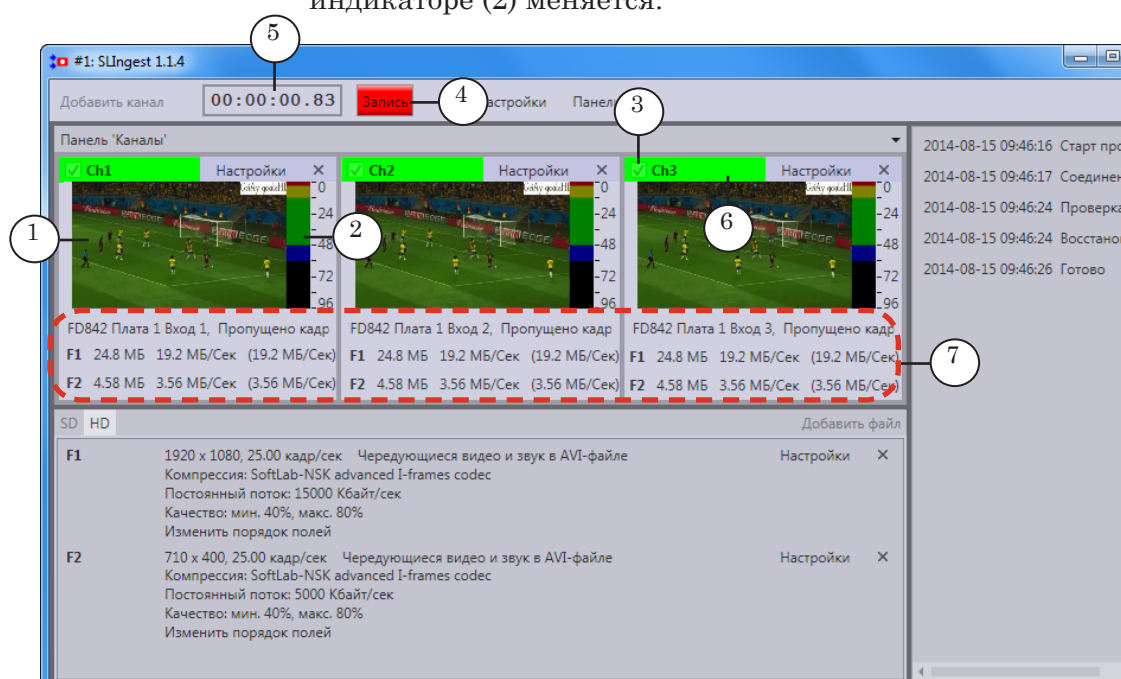 индикаторе (2) меняется.
5
#1: SLIngest 1.1.4
Добавить канал 00:00:00.83 Запись 4 астройки Панел 3
Панель 'Каналы'
Ch1 Настройки Ch2 Настройки Ch3 Настройки
0 0 0
-24 -24 -24
1 2 6
-48 -48 -48
-72 -72 -72
-96 -96 -96
FD842 Плата 1 Вход 1, Пропущено кадр FD842 Плата 1 Вход 2, Пропущено кадр FD842 Плата 1 Вход 3, Пропущено кадр
F1 24.8 МБ 19.2 МБ/Сек (19.2 МБ/Сек) F1 24.8 МБ 19.2 МБ/Сек (19.2 МБ/Сек) F1 24.8 МБ 19.2 МБ/Сек (19.2 МБ/Сек) 7
F2 4.58 МБ 3.56 МБ/Сек (3.56 МБ/Сек) F2 4.58 МБ 3.56 МБ/Сек (3.56 МБ/Сек) F2 4.58 МБ 3.56 МБ/Сек (3.56 МБ/Сек)
SD HD Добавить файл
F1 1920 x 1080, 25.00 кадр/сек Чередующиеся видео и звук в AVI-файле Настройки
Компрессия: SoftLab-NSK advanced I-frames codec
Постоянный поток: 15000 Кбайт/сек
Качество: мин. 40%, макс. 80%
Изменить порядок полей
F2 710 x 400, 25.00 кадр/сек Чередующиеся видео и звук в AVI-файле Настройки
Компрессия: SoftLab-NSK advanced I-frames codec
Постоянный поток: 5000 Кбайт/сек
Качество: мин. 40%, макс. 80%
Изменить порядок полей
2014-08-15 09:46:16 Старт про
2014-08-15 09:46:17 Соединен
2014-08-15 09:46:24 Проверка
2014-08-15 09:46:24 Восстанов
2014-08-15 09:46:26 Готово